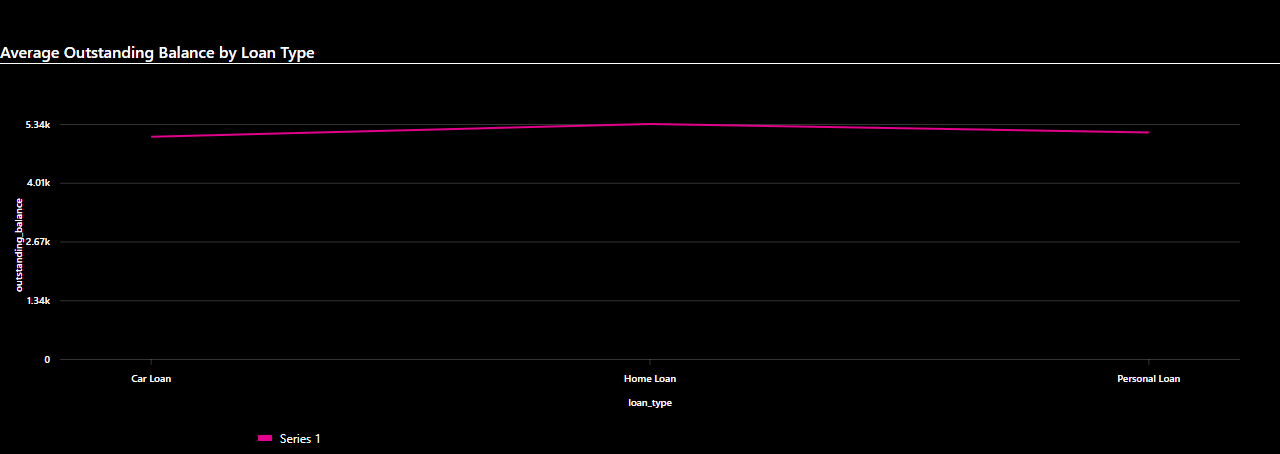 Average Outstanding Balance by Loan Type
5.34k
4.01k
2.67k
1.34k
0
outstanding_balance
Car Loan
Home Loan
Personal Loan
loan_type
Series 1